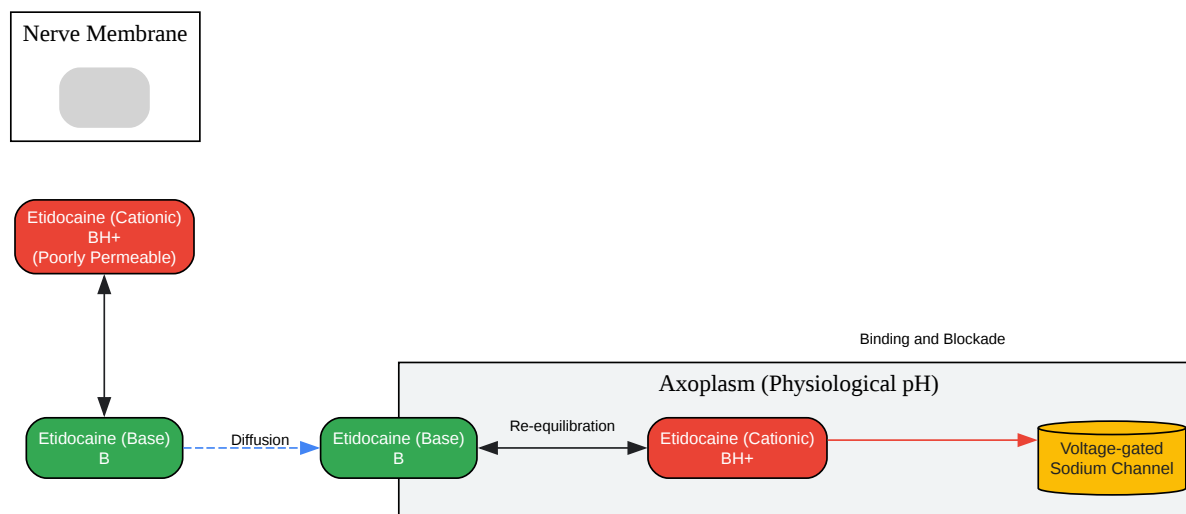 Nerve Membrane
Etidocaine (Cationic)
BH+
(Poorly Permeable)
Binding and Blockade
Axoplasm (Physiological pH)
Etidocaine (Base)
B
Diffusion
Etidocaine (Base)
B
Re-equilibration
Etidocaine (Cationic)
BH+
Voltage-gated
Sodium Channel